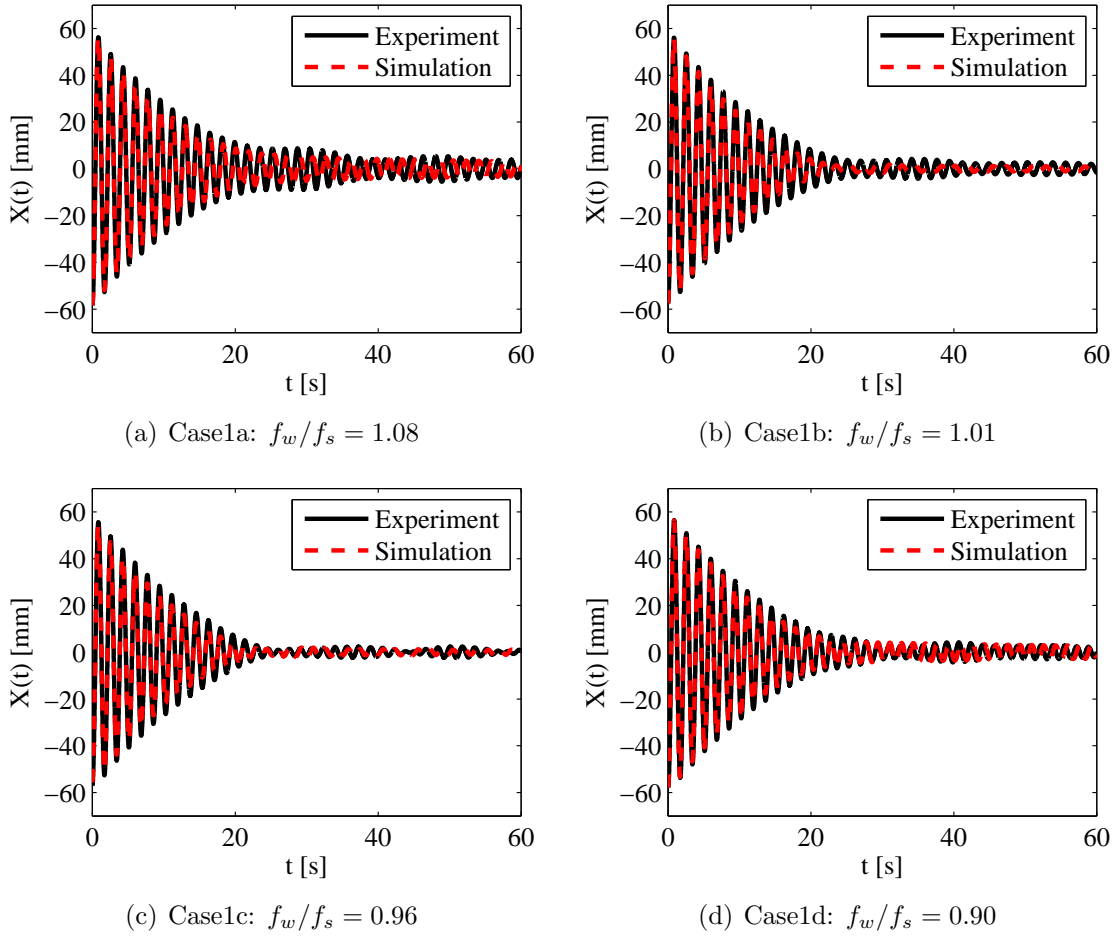 60
40
20
0
−20
−40
−60
X(t) [mm]
Experiment
Simulation
0 20 40 60
t [s]
(a) Case1a: f_w/f_s = 1.08
60
40
20
0
−20
−40
−60
X(t) [mm]
Experiment
Simulation
0 20 40 60
t [s]
(b) Case1b: f_w/f_s = 1.01
60
40
20
0
−20
−40
−60
X(t) [mm]
Experiment
Simulation
0 20 40 60
t [s]
(c) Case1c: f_w/f_s = 0.96
60
40
20
0
−20
−40
−60
X(t) [mm]
Experiment
Simulation
0 20 40 60
t [s]
(d) Case1d: f_w/f_s = 0.90